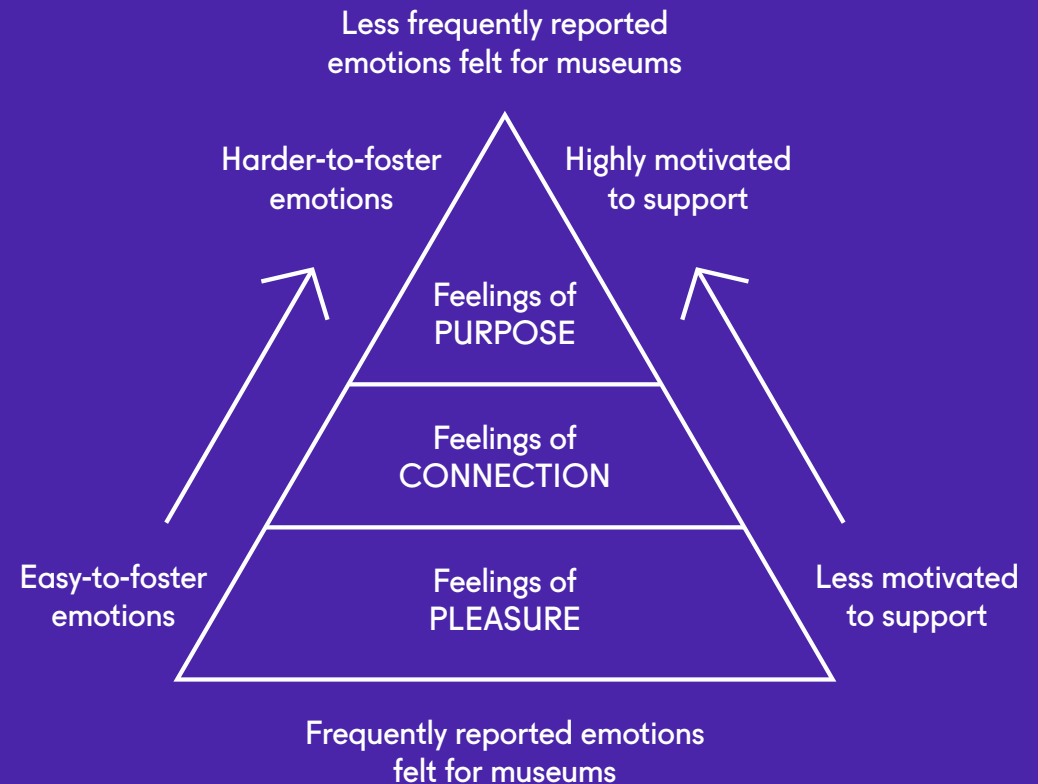 Less frequently reported
emotions felt for museums
Harder-to-foster
emotions
Highly motivated
to support
Feelings of
PURPOSE
Feelings of
CONNECTION
Easy-to-foster
emotions
Feelings of
PLEASURE
Less motivated
to support
Frequently reported emotions
felt for museums